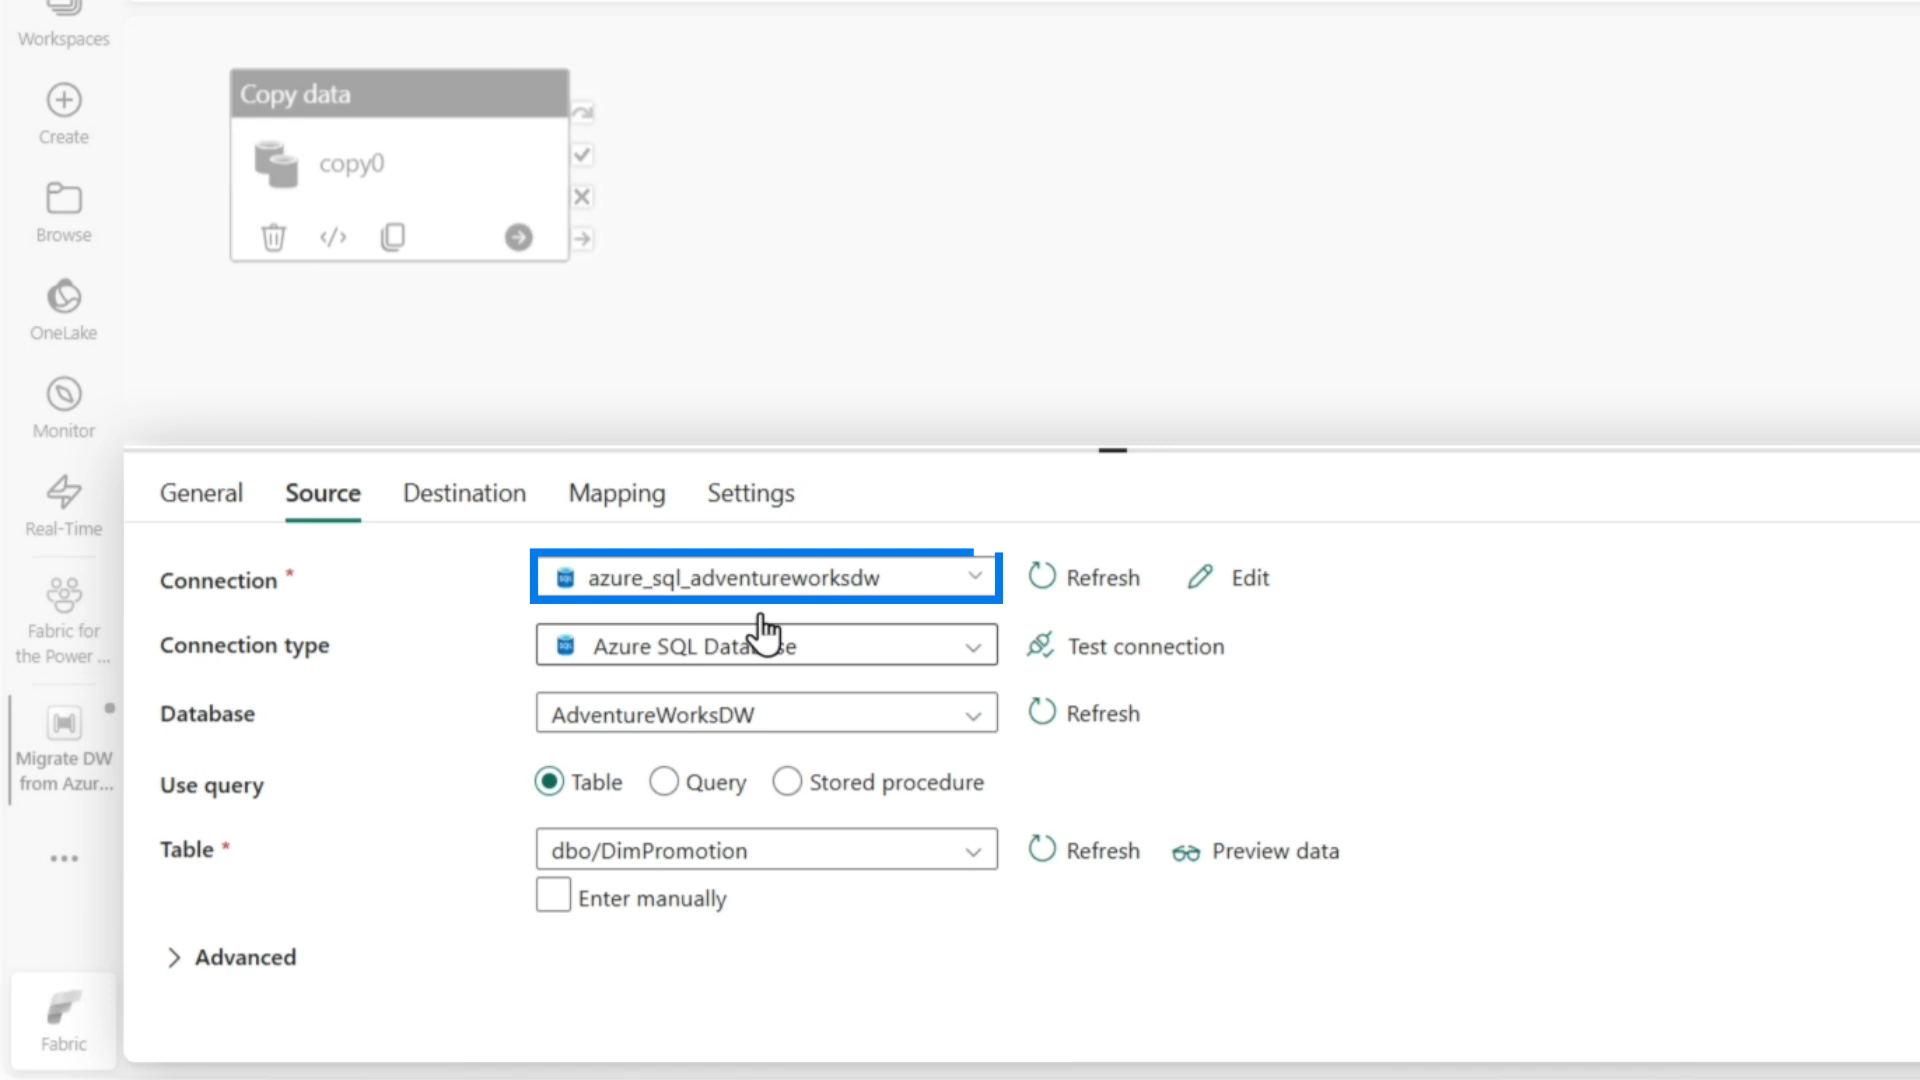 Workspaces
Create
Browse
OneLake
Monitor
Real-Time
Fabric for
the Power ...
Migrate DW
from Azur...
Fabric
Copy data
copy0
General Source Destination Mapping Settings
Connection * azure_sql_adventureworksdw Refresh Edit
Connection type Azure SQL Database Test connection
Database AdventureWorksDW Refresh
Use query Table Query Stored procedure
Table * dbo/DimPromotion Refresh Preview data
Enter manually
Advanced